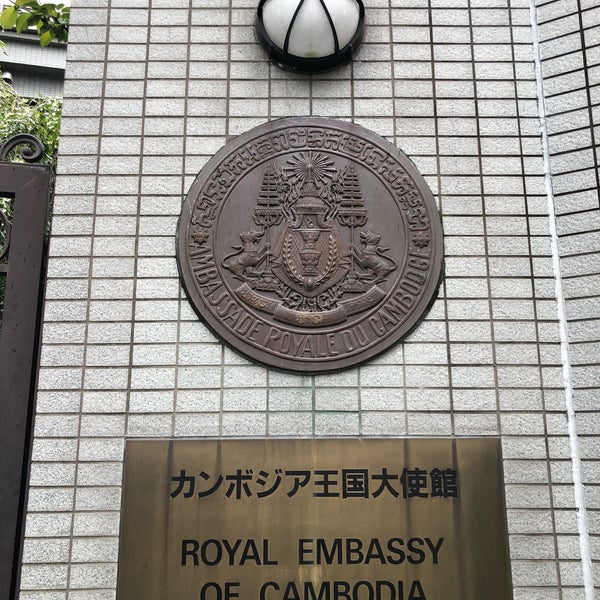 AMBASSADE ROYALE DU CAMBODGE
カンボジア王国大使館
ROYAL EMBASSY
OF CAMBODIA